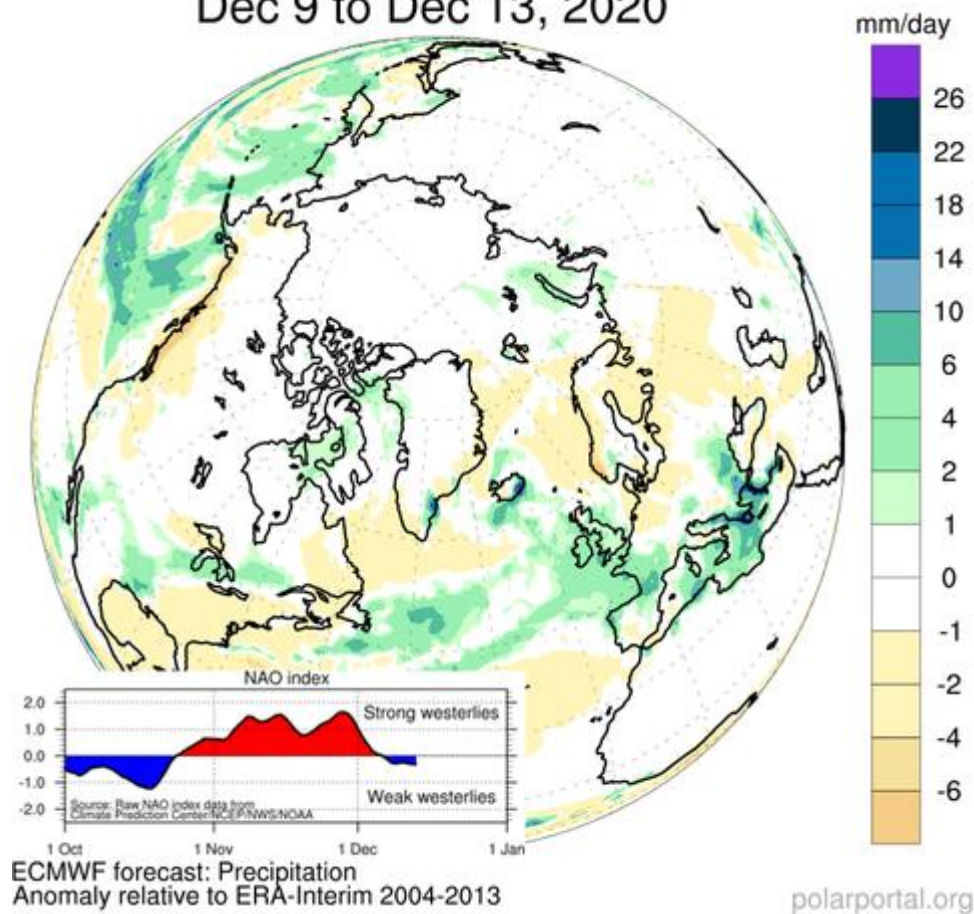 Dec 9 to Dec 13, 2020
mm/day
26
22
18
14
10
6
4
2
1
0
-1
-2
-4
-6
NAO index
2.0
1.0
0.0
-1.0
-2.0
Strong westerlies
Weak westerlies
Source: Raw NAO index data from
Climate Prediction Center/NCEP/NWS/NOAA
1 Oct 1 Nov 1 Dec 1 Jan
ECMWF forecast: Precipitation
Anomaly relative to ERA-Interim 2004-2013
polarportal.org